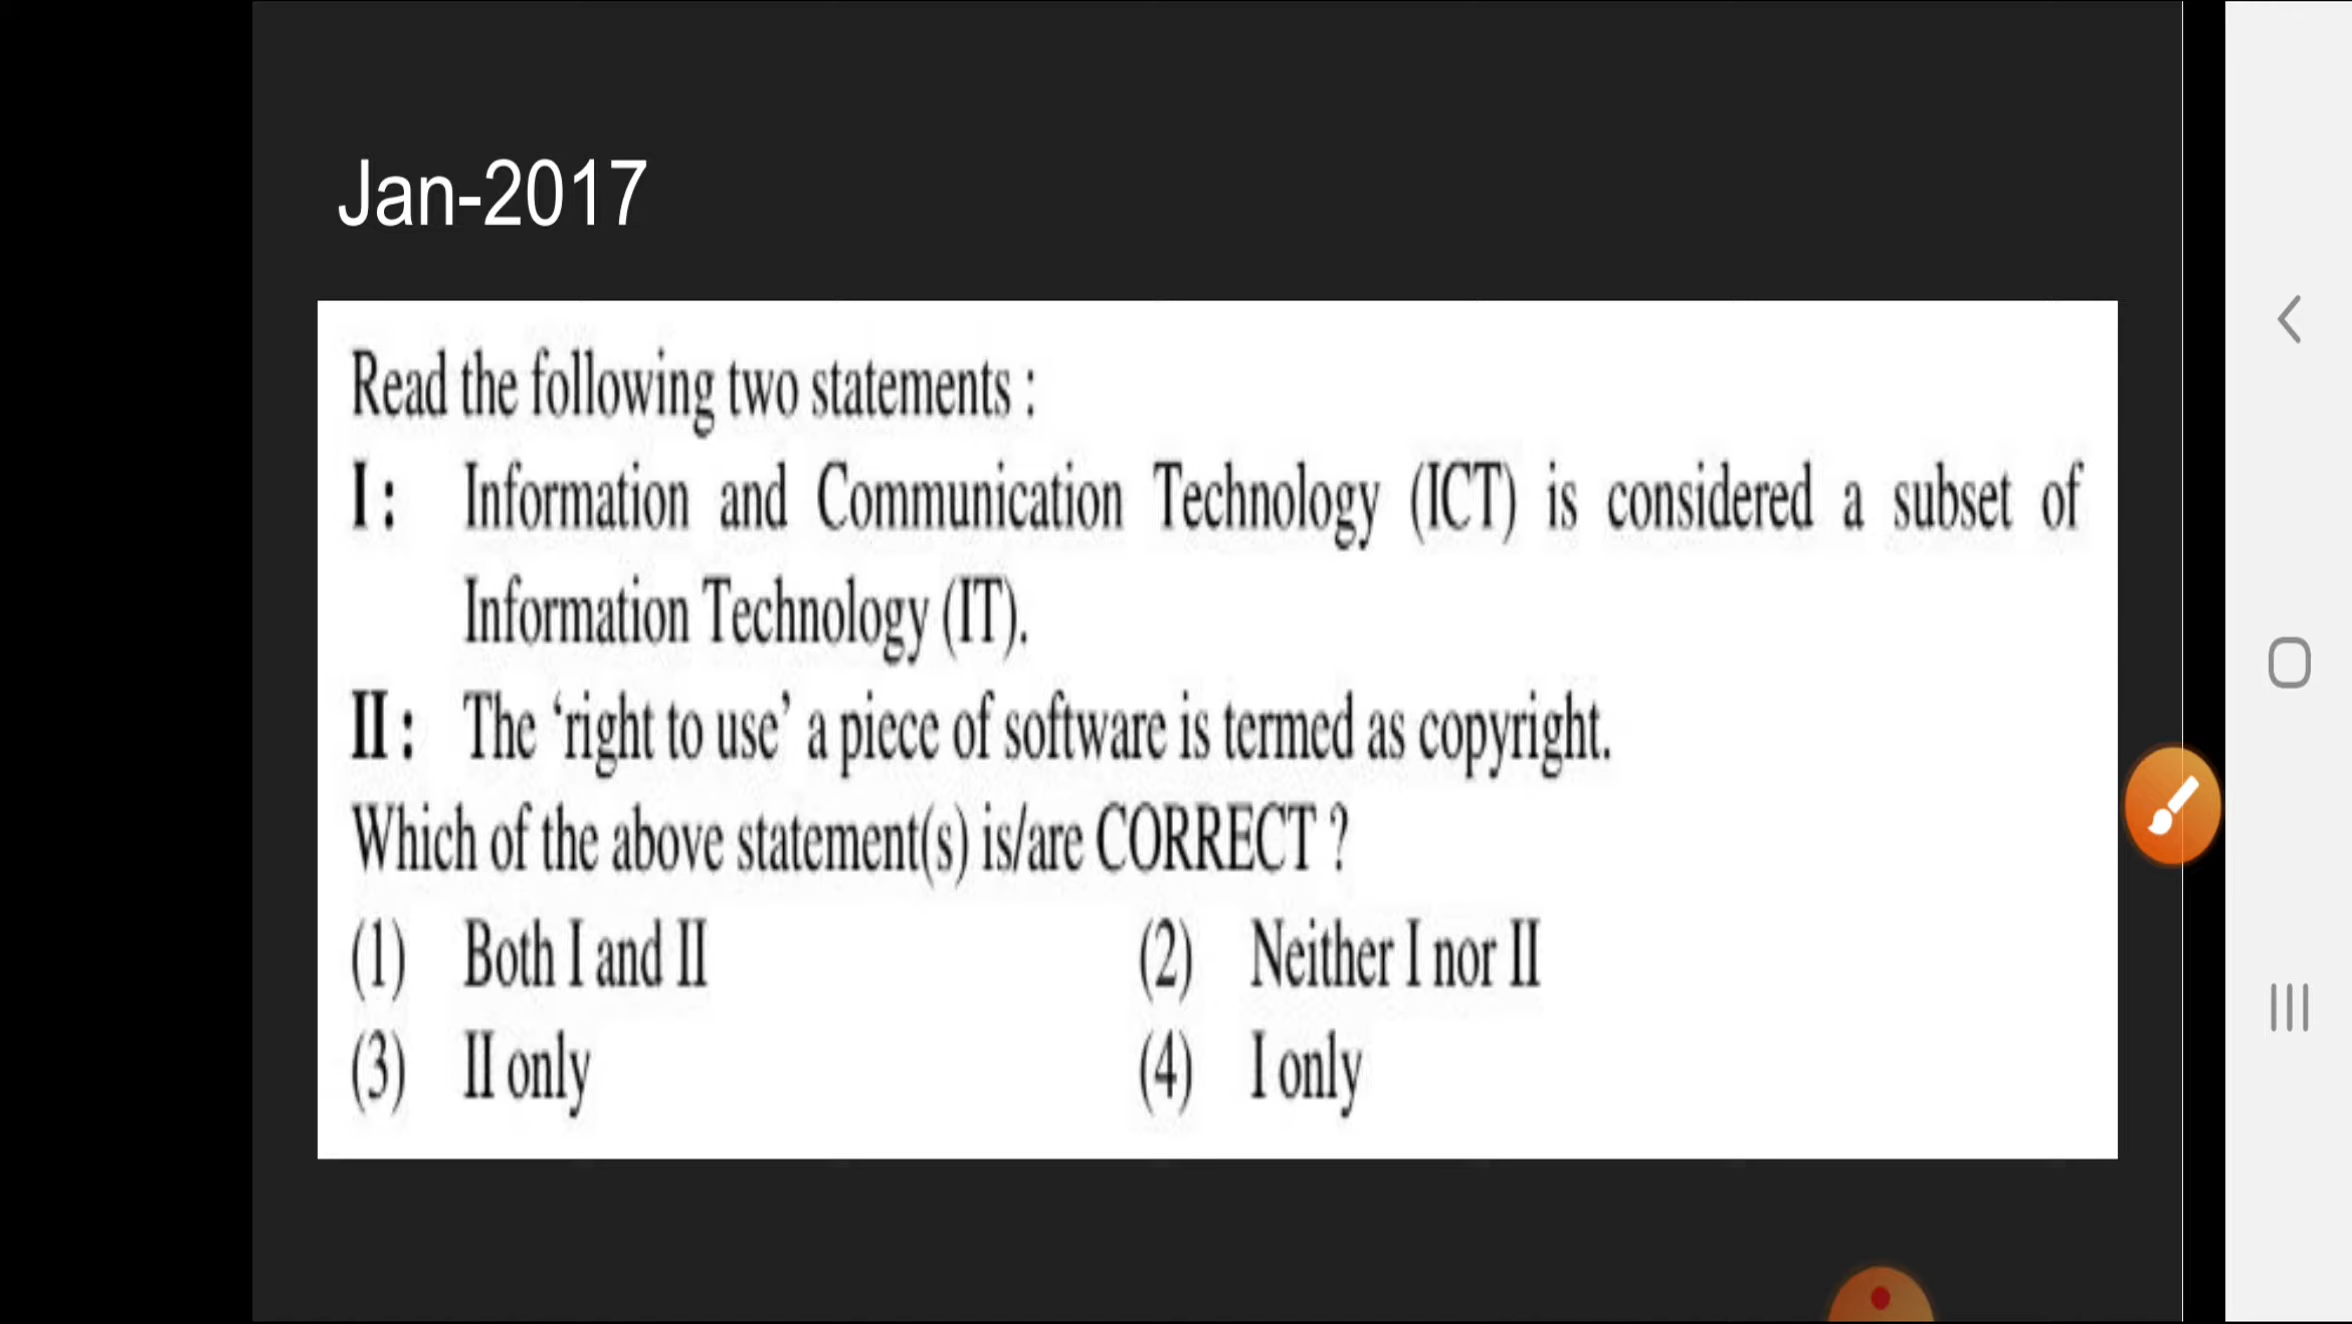 Jan-2017
Read the following two statements :
I : Information and Communication Technology (ICT) is considered a subset of
Information Technology (IT).
II : The ‘right to use’ a piece of software is termed as copyright.
Which of the above statement(s) is/are CORRECT ?
(1) Both I and II (2) Neither I nor II
(3) II only (4) I only